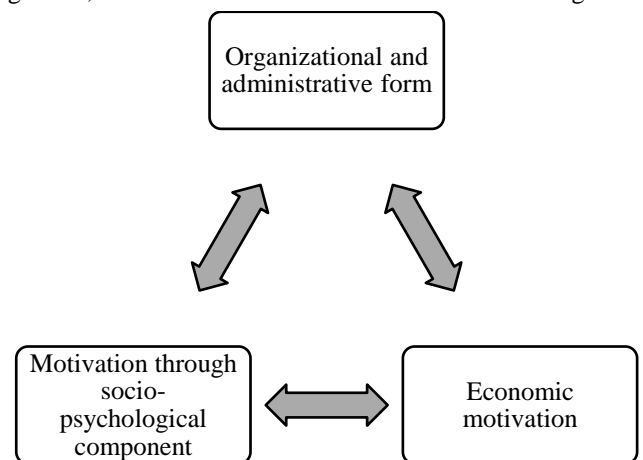 Organizational and
administrative form
Motivation through
socio-
psychological
component
Economic
motivation